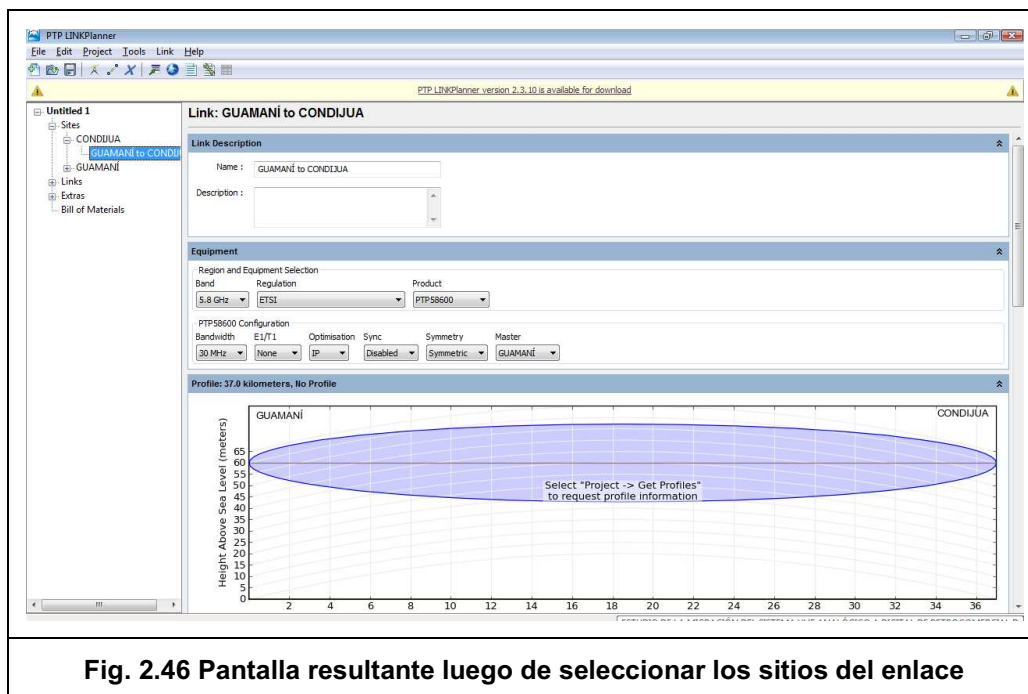 PTP LINKPlanner
File Edit Project Tools Link Help
PTP LINKPlanner version 2.3.10 is available for download
Untitled 1
Sites
CONDIJUA
GUAMANÍ to CONDIJ
GUAMANÍ
Links
Extras
Bill of Materials
Link: GUAMANÍ to CONDIJUA
Link Description
Name : GUAMANÍ to CONDIJUA
Description :
Equipment
Region and Equipment Selection
Band Regulation Product
5.8 GHz ETSI PTP58600
PTP58600 Configuration
Bandwidth E1/T1 Optimisation Sync Symmetry Master
30 MHz None IP Disabled Symmetric GUAMANÍ
Profile: 37.0 kilometers, No Profile
GUAMANÍ CONDIJUA
Height Above Sea Level (meters)
65
60
55
50
45
40
35
30
25
20
15
10
5
0
Select "Project -> Get Profiles"
to request profile information
2 4 6 8 10 12 14 16 18 20 22 24 26 28 30 32 34 36
Fig. 2.46 Pantalla resultante luego de seleccionar los sitios del enlace